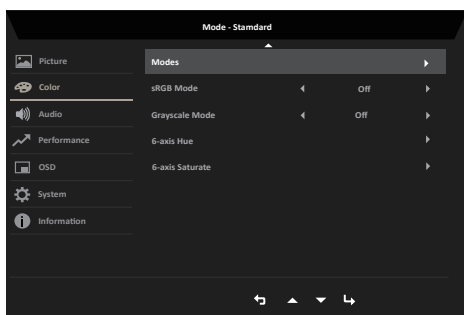 Mode - Stamdard
Picture
Modes
Color
sRGB Mode Off
Audio
Grayscale Mode Off
Performance
6-axis Hue
OSD
6-axis Saturate
System
Information